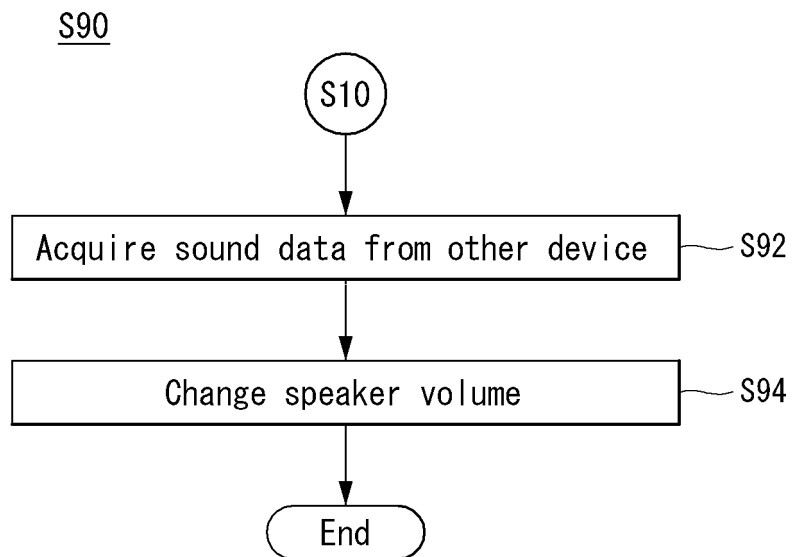 S90
S10
Acquire sound data from other device
S92
Change speaker volume
S94
End